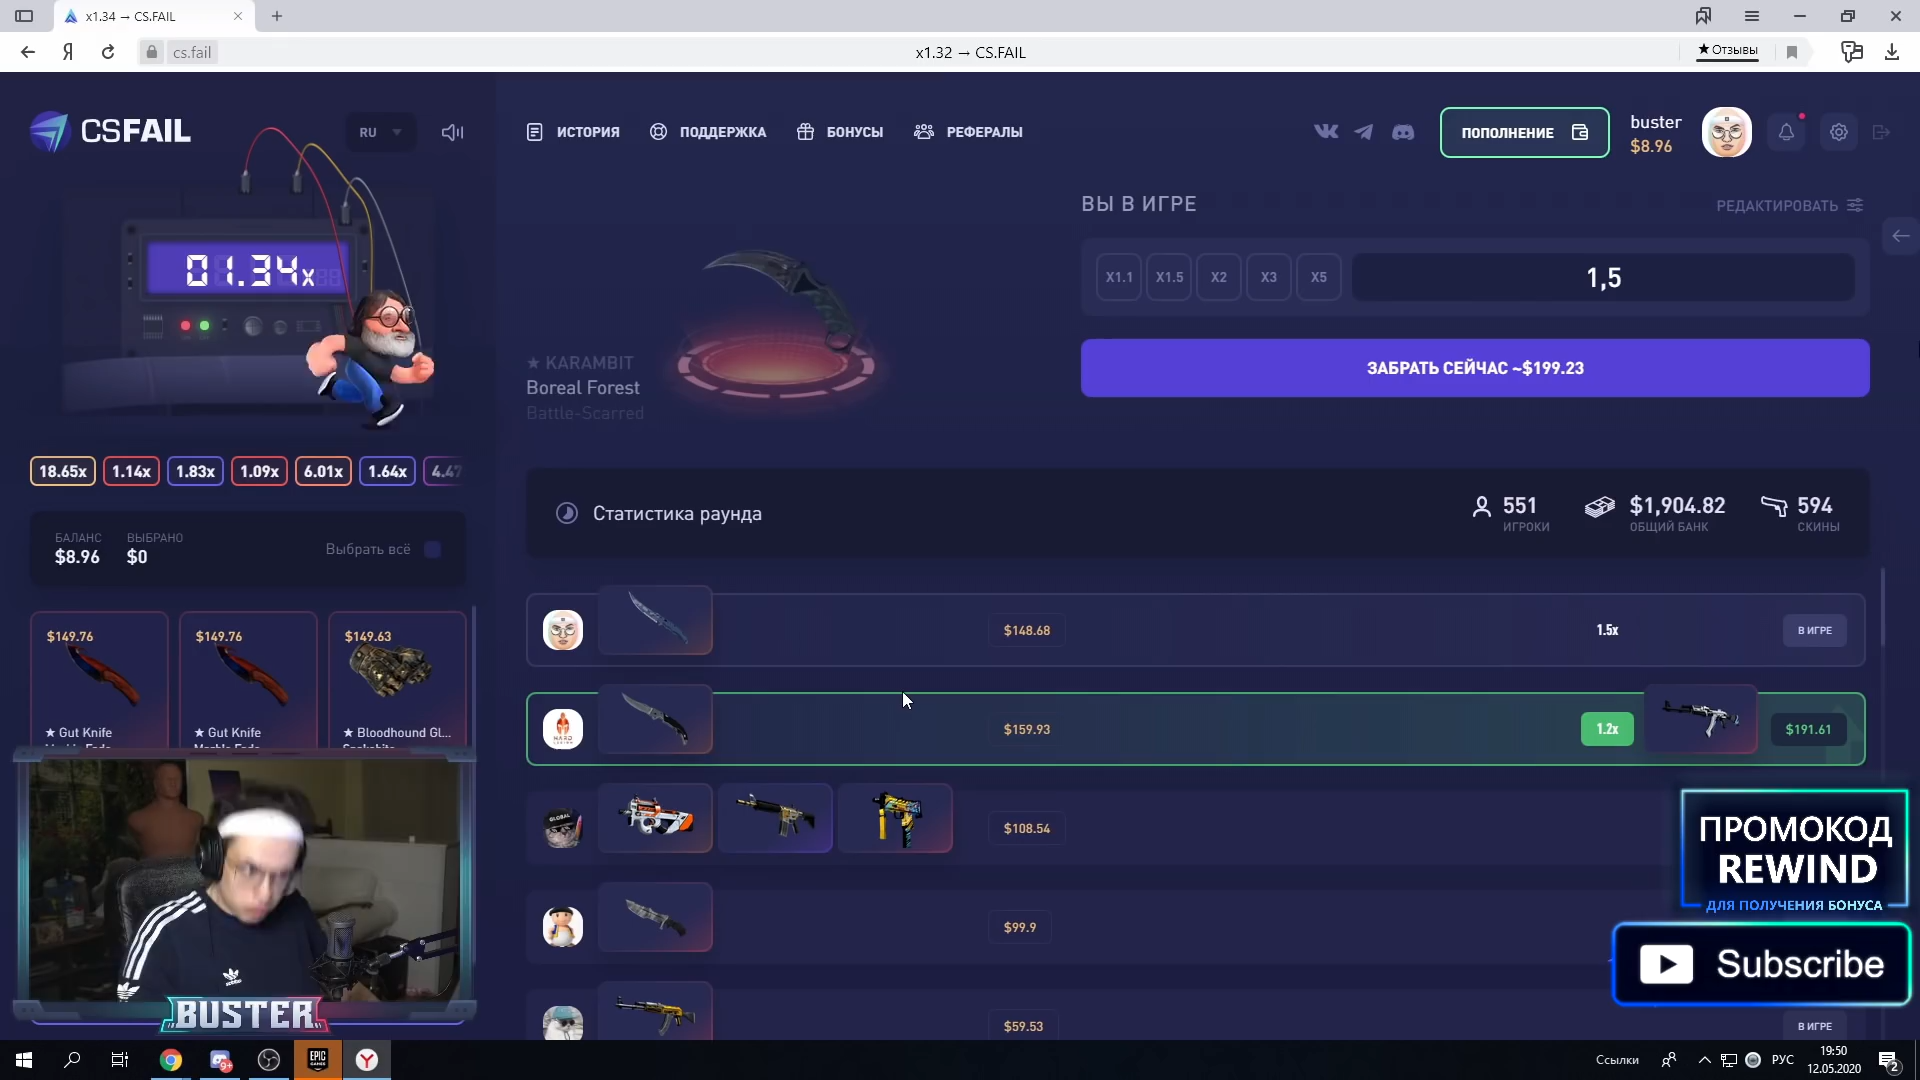 x1.34 → CS.FAIL
Я
cs.fail
x1.32 → CS.FAIL
★ Отзывы
CSFAIL
RU
ИСТОРИЯ
ПОДДЕРЖКА
БОНУСЫ
РЕФЕРАЛЫ
ПОПОЛНЕНИЕ
buster
$8.96
01.34x
ВЫ В ИГРЕ
РЕДАКТИРОВАТЬ
X1.1
X1.5
X2
X3
X5
1,5
ЗАБРАТЬ СЕЙЧАС ~$199.23
★ KARAMBIT
Boreal Forest
Battle-Scarred
18.65x
1.14x
1.83x
1.09x
6.01x
1.64x
4.47
Статистика раунда
551
ИГРОКИ
$1,904.82
ОБЩИЙ БАНК
594
СКИНЫ
БАЛАНС
$8.96
ВЫБРАНО
$0
Выбрать всё
$149.76
★ Gut Knife
$149.76
★ Gut Knife
$149.63
★ Bloodhound Gl...
$148.68
1.5x
В ИГРЕ
$159.93
1.2x
$191.61
$108.54
$99.9
$59.53
В ИГРЕ
ПРОМОКОД
REWIND
ДЛЯ ПОЛУЧЕНИЯ БОНУСА
Subscribe
BUSTER
EPIC
GAMES
Ссылки
РУС
19:50
12.05.2020
2